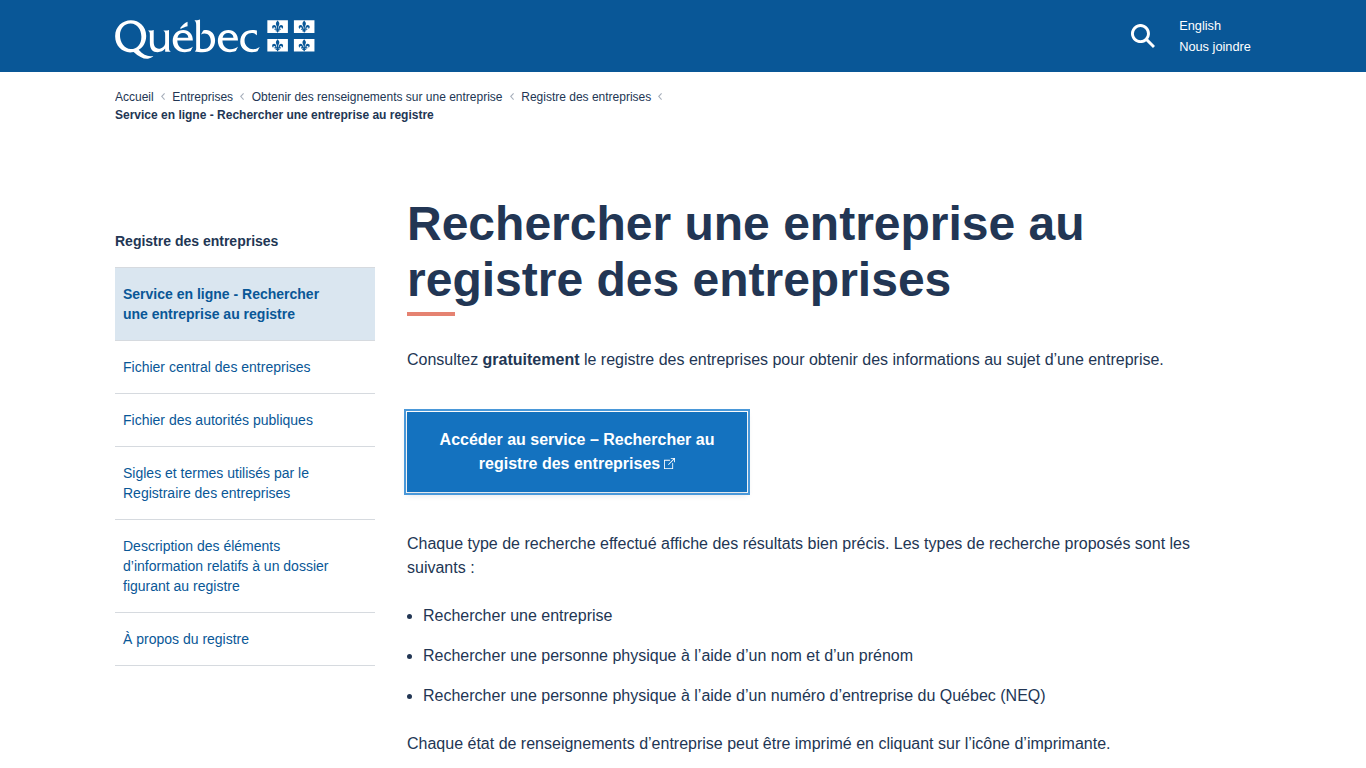 Québec
English
Nous joindre
Accueil
Entreprises
Obtenir des renseignements sur une entreprise
Registre des entreprises
Service en ligne - Rechercher une entreprise au registre
Registre des entreprises
Service en ligne - Rechercher
une entreprise au registre
Fichier central des entreprises
Fichier des autorités publiques
Sigles et termes utilisés par le
Registraire des entreprises
Description des éléments
d’information relatifs à un dossier
figurant au registre
À propos du registre
Rechercher une entreprise au
registre des entreprises
Consultez gratuitement le registre des entreprises pour obtenir des informations au sujet d’une entreprise.
Accéder au service – Rechercher au
registre des entreprises
Chaque type de recherche effectué affiche des résultats bien précis. Les types de recherche proposés sont les
suivants :
• Rechercher une entreprise
• Rechercher une personne physique à l’aide d’un nom et d’un prénom
• Rechercher une personne physique à l’aide d’un numéro d’entreprise du Québec (NEQ)
Chaque état de renseignements d’entreprise peut être imprimé en cliquant sur l’icône d’imprimante.